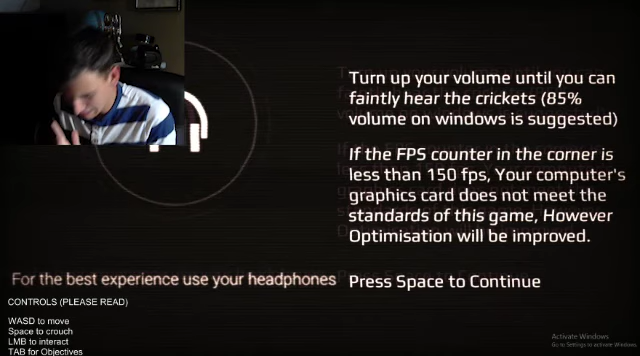 Turn up your volume until you can
faintly hear the crickets (85%
volume on windows is suggested)
If the FPS counter in the corner is
less than 150 fps, Your computer's
graphics card does not meet the
standards of this game, However
Optimisation will be improved.
For the best experience use your headphones
Press Space to Continue
CONTROLS (PLEASE READ)
WASD to move
Space to crouch
LMB to interact
TAB for Objectives
Activate Windows
Go to Settings to activate Windows.